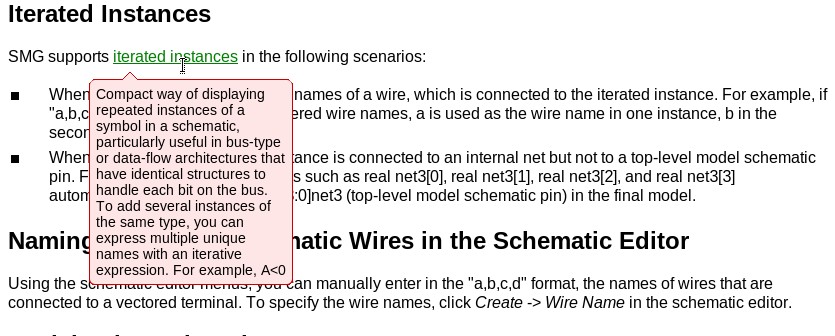 Iterated Instances
SMG supports iterated instances in the following scenarios:
When names of a wire, which is connected to the iterated instance. For example, if
"a,b,c ered wire names, a is used as the wire name in one instance, b in the
secon
When tance is connected to an internal net but not to a top-level model schematic
pin. F s such as real net3[0], real net3[1], real net3[2], and real net3[3]
autom :0]net3 (top-level model schematic pin) in the final model.
Compact way of displaying
repeated instances of a
symbol in a schematic,
particularly useful in bus-type
or data-flow architectures that
have identical structures to
handle each bit on the bus.
To add several instances of
the same type, you can
express multiple unique
names with an iterative
expression. For example, A<0
Naming matic Wires in the Schematic Editor
Using the schematic editor menus, you can manually enter in the "a,b,c,d" format, the names of wires that are
connected to a vectored terminal. To specify the wire names, click Create -> Wire Name in the schematic editor.